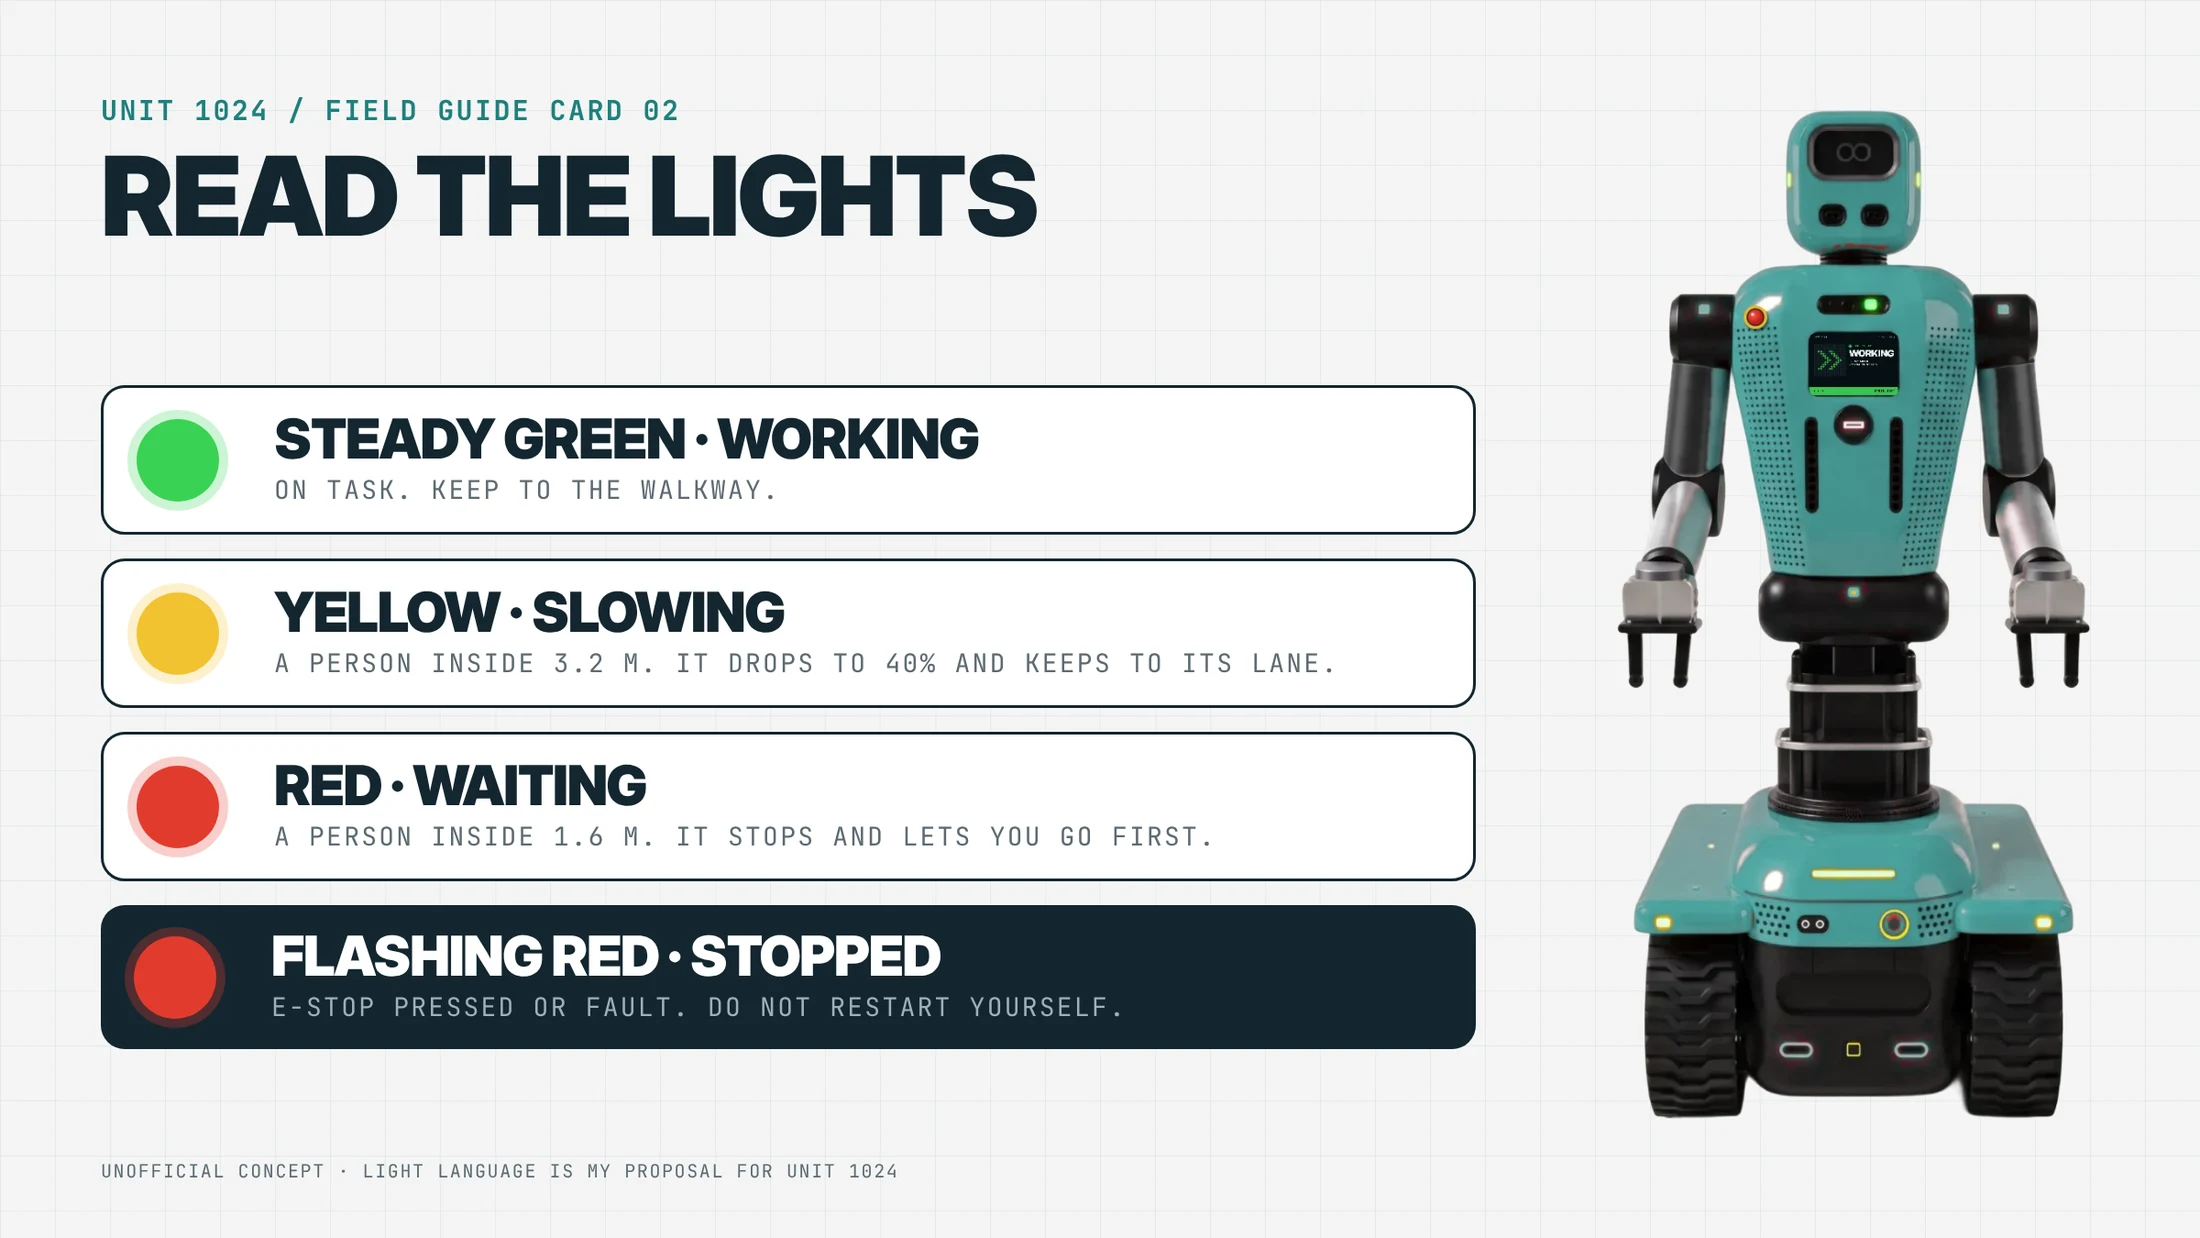 UNIT 1024 / FIELD GUIDE CARD 02
READ THE LIGHTS
STEADY GREEN · WORKING
ON TASK. KEEP TO THE WALKWAY.
YELLOW · SLOWING
A PERSON INSIDE 3.2 M. IT DROPS TO 40% AND KEEPS TO ITS LANE.
RED · WAITING
A PERSON INSIDE 1.6 M. IT STOPS AND LETS YOU GO FIRST.
FLASHING RED · STOPPED
E-STOP PRESSED OR FAULT. DO NOT RESTART YOURSELF.
WORKING
UNOFFICIAL CONCEPT · LIGHT LANGUAGE IS MY PROPOSAL FOR UNIT 1024